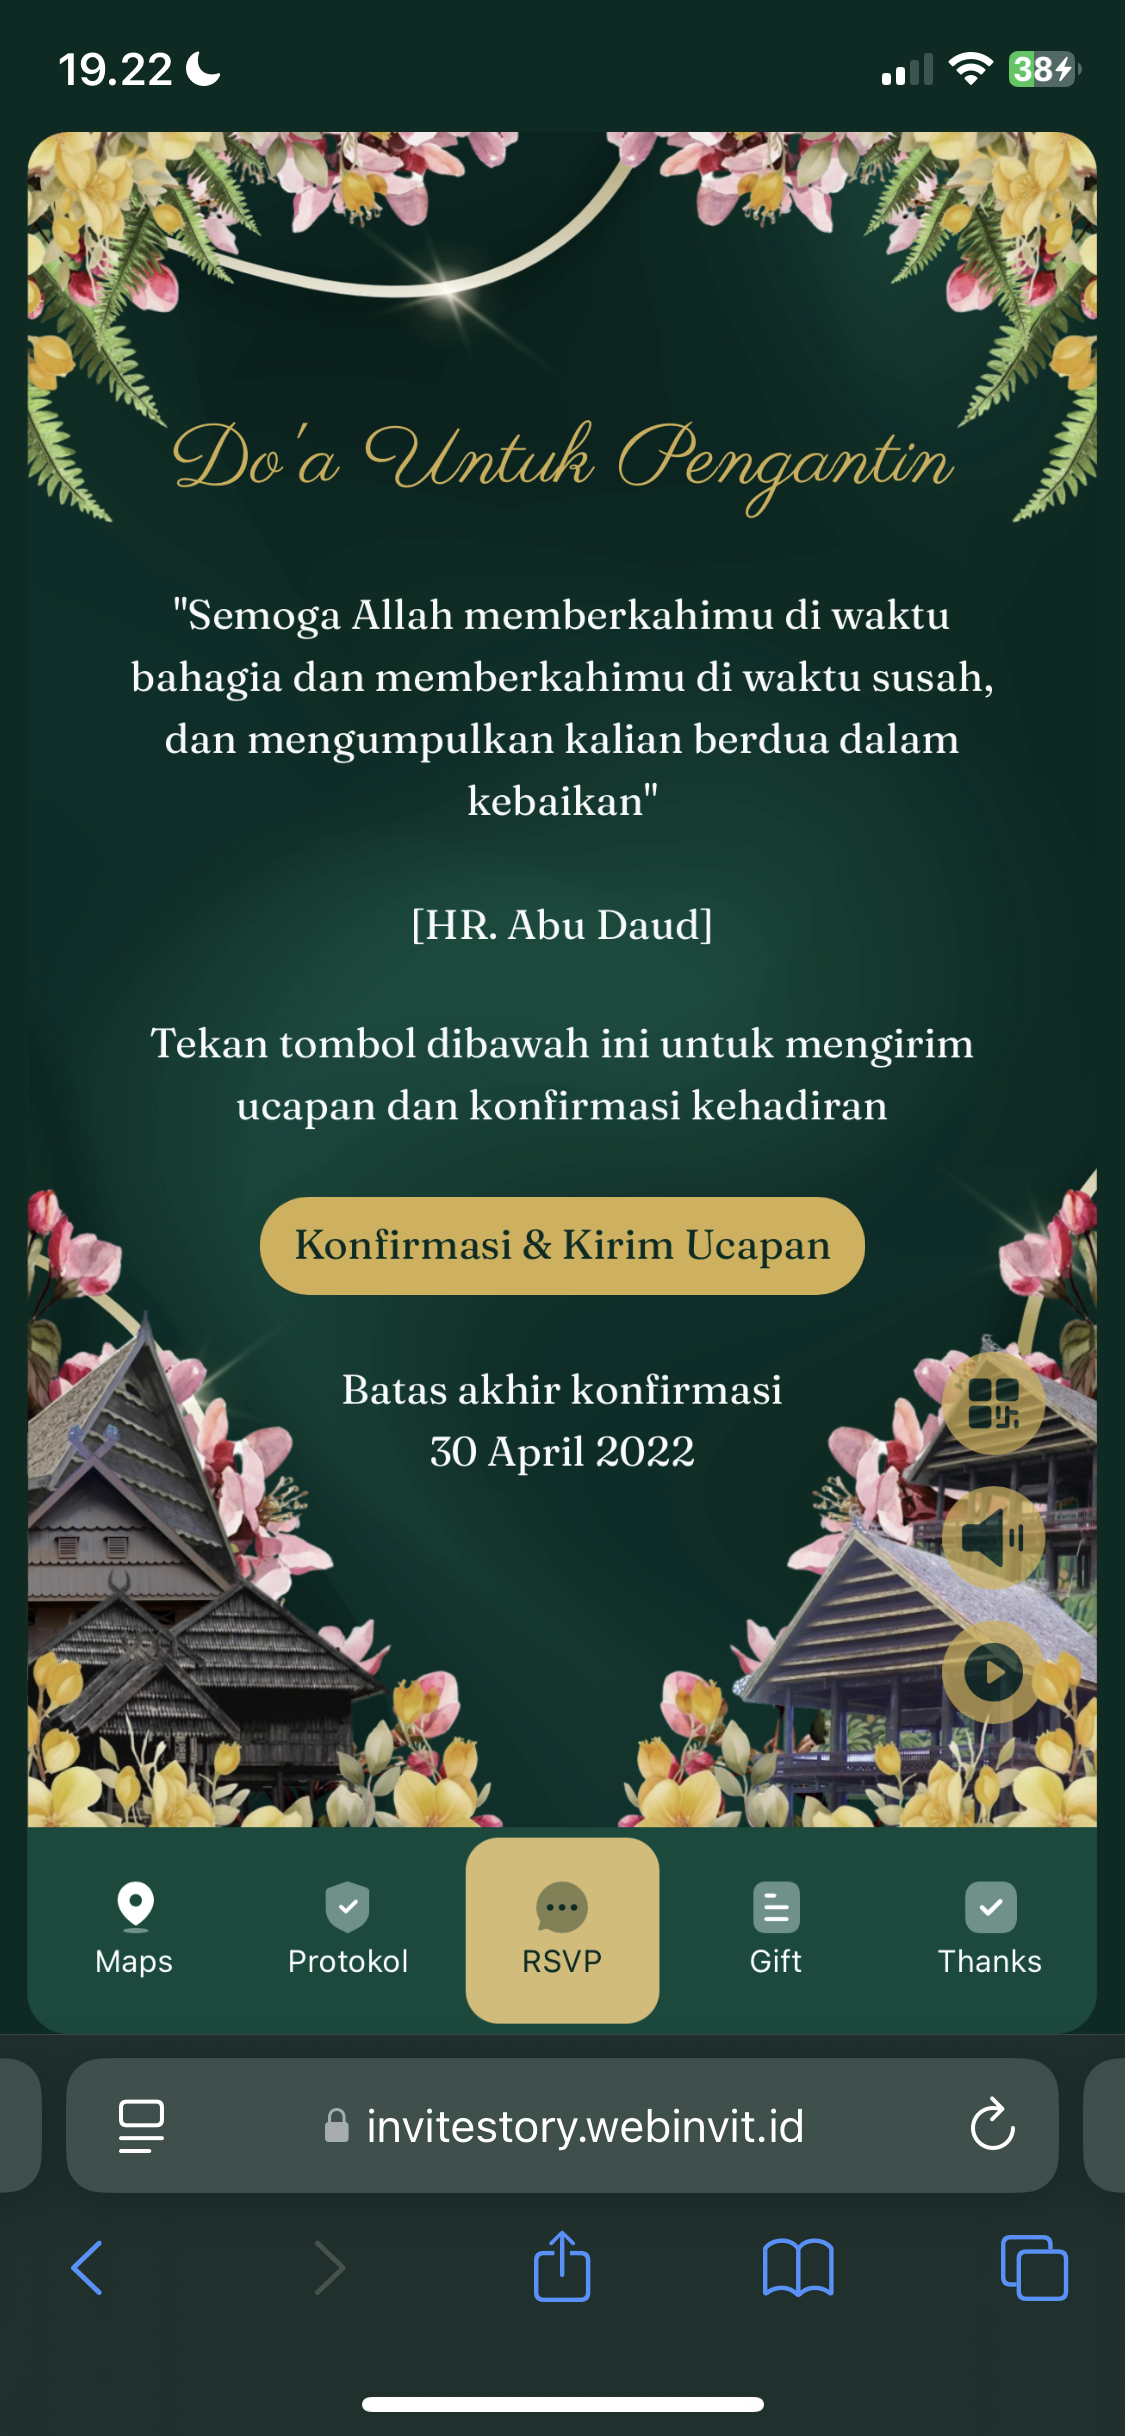 19.22
38
Do'a Untuk Pengantin
"Semoga Allah memberkahimu di waktu
bahagia dan memberkahimu di waktu susah,
dan mengumpulkan kalian berdua dalam
kebaikan"
[HR. Abu Daud]
Tekan tombol dibawah ini untuk mengirim
ucapan dan konfirmasi kehadiran
Konfirmasi & Kirim Ucapan
Batas akhir konfirmasi
30 April 2022
Maps
Protokol
RSVP
Gift
Thanks
invitestory.webinvit.id